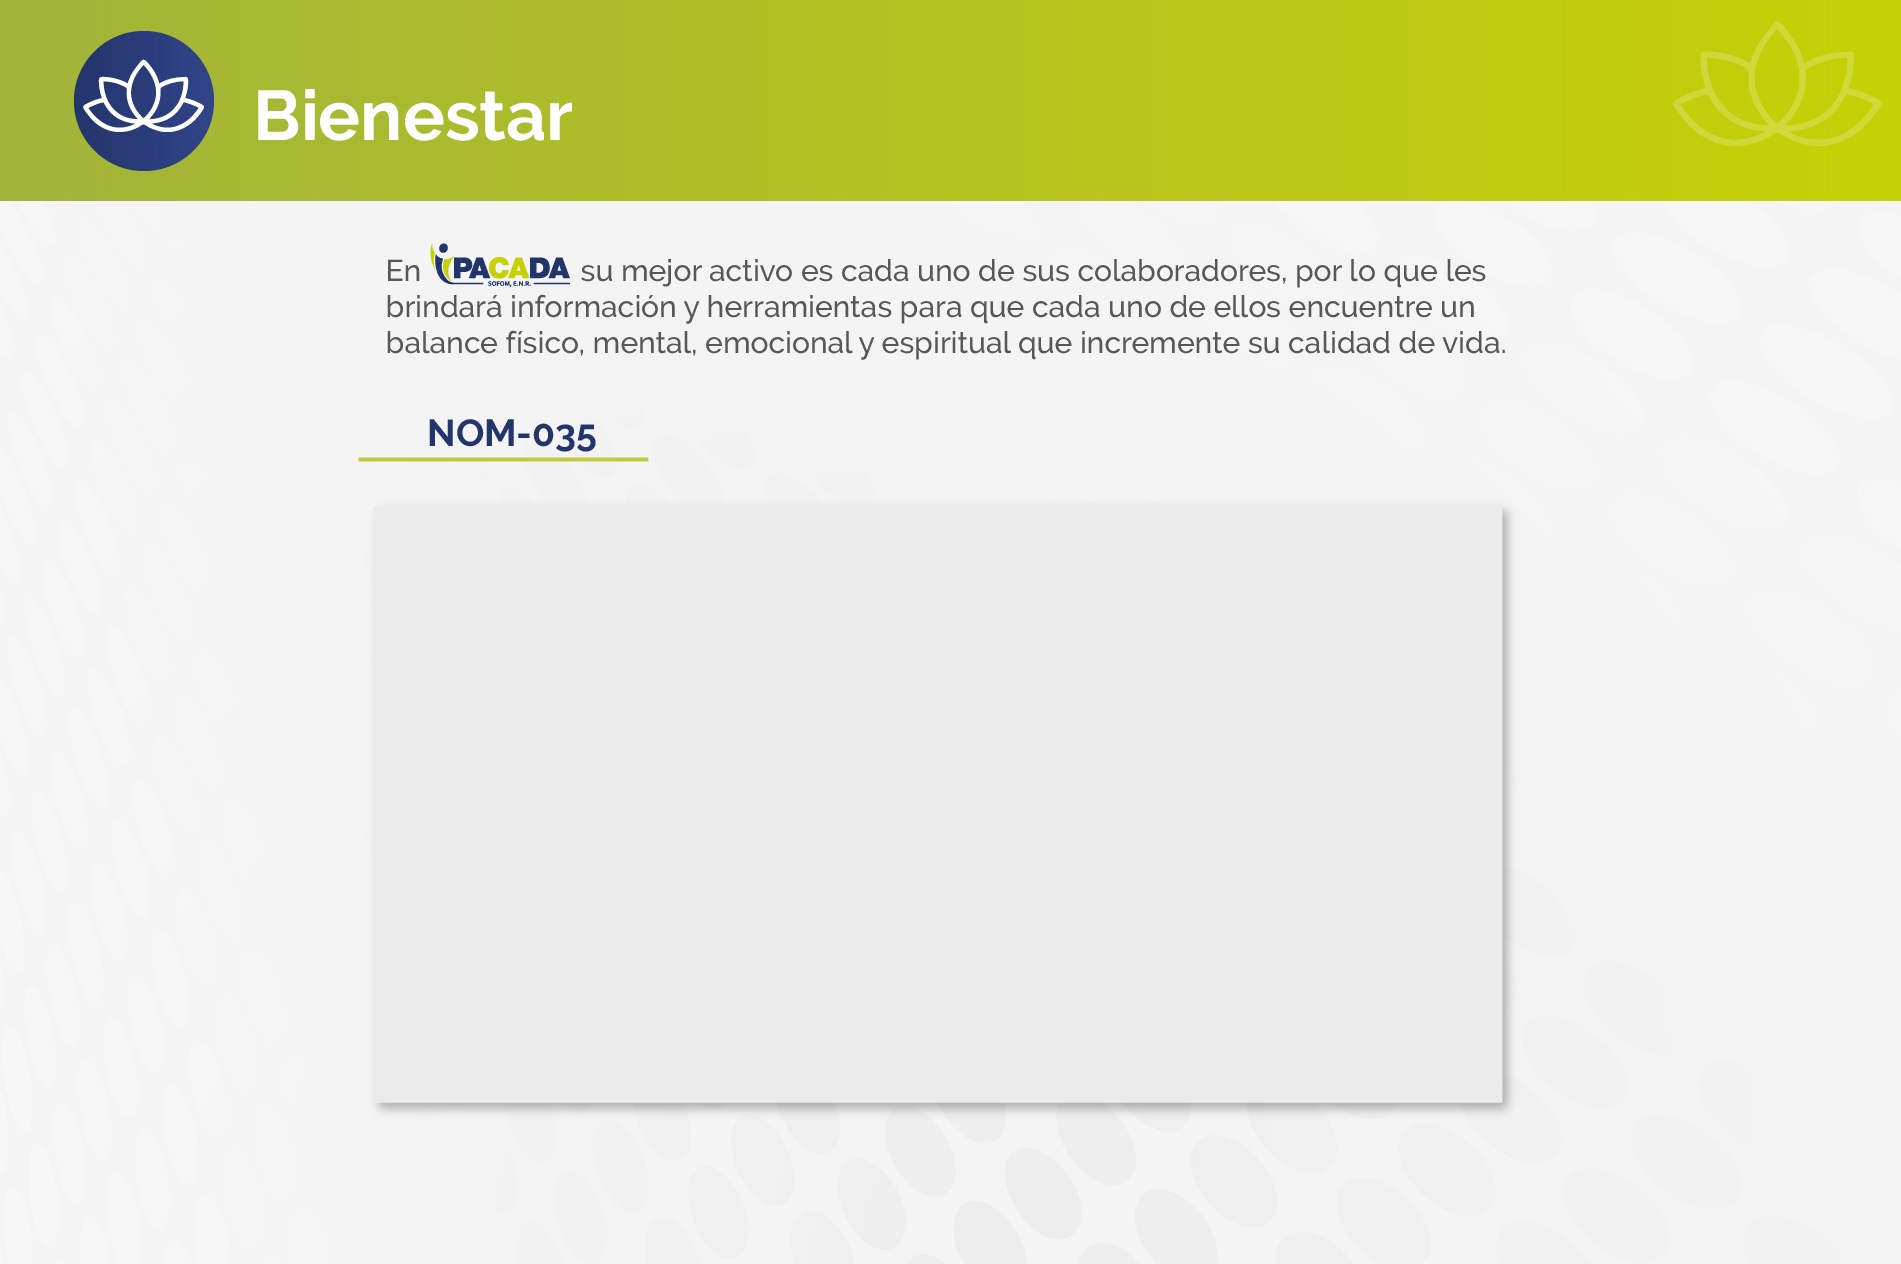 Bienestar
En PACADA su mejor activo es cada uno de sus colaboradores, por lo que les
SOFOM, E.N.R.
brindará información y herramientas para que cada uno de ellos encuentre un
balance físico, mental, emocional y espiritual que incremente su calidad de vida.
NOM-035